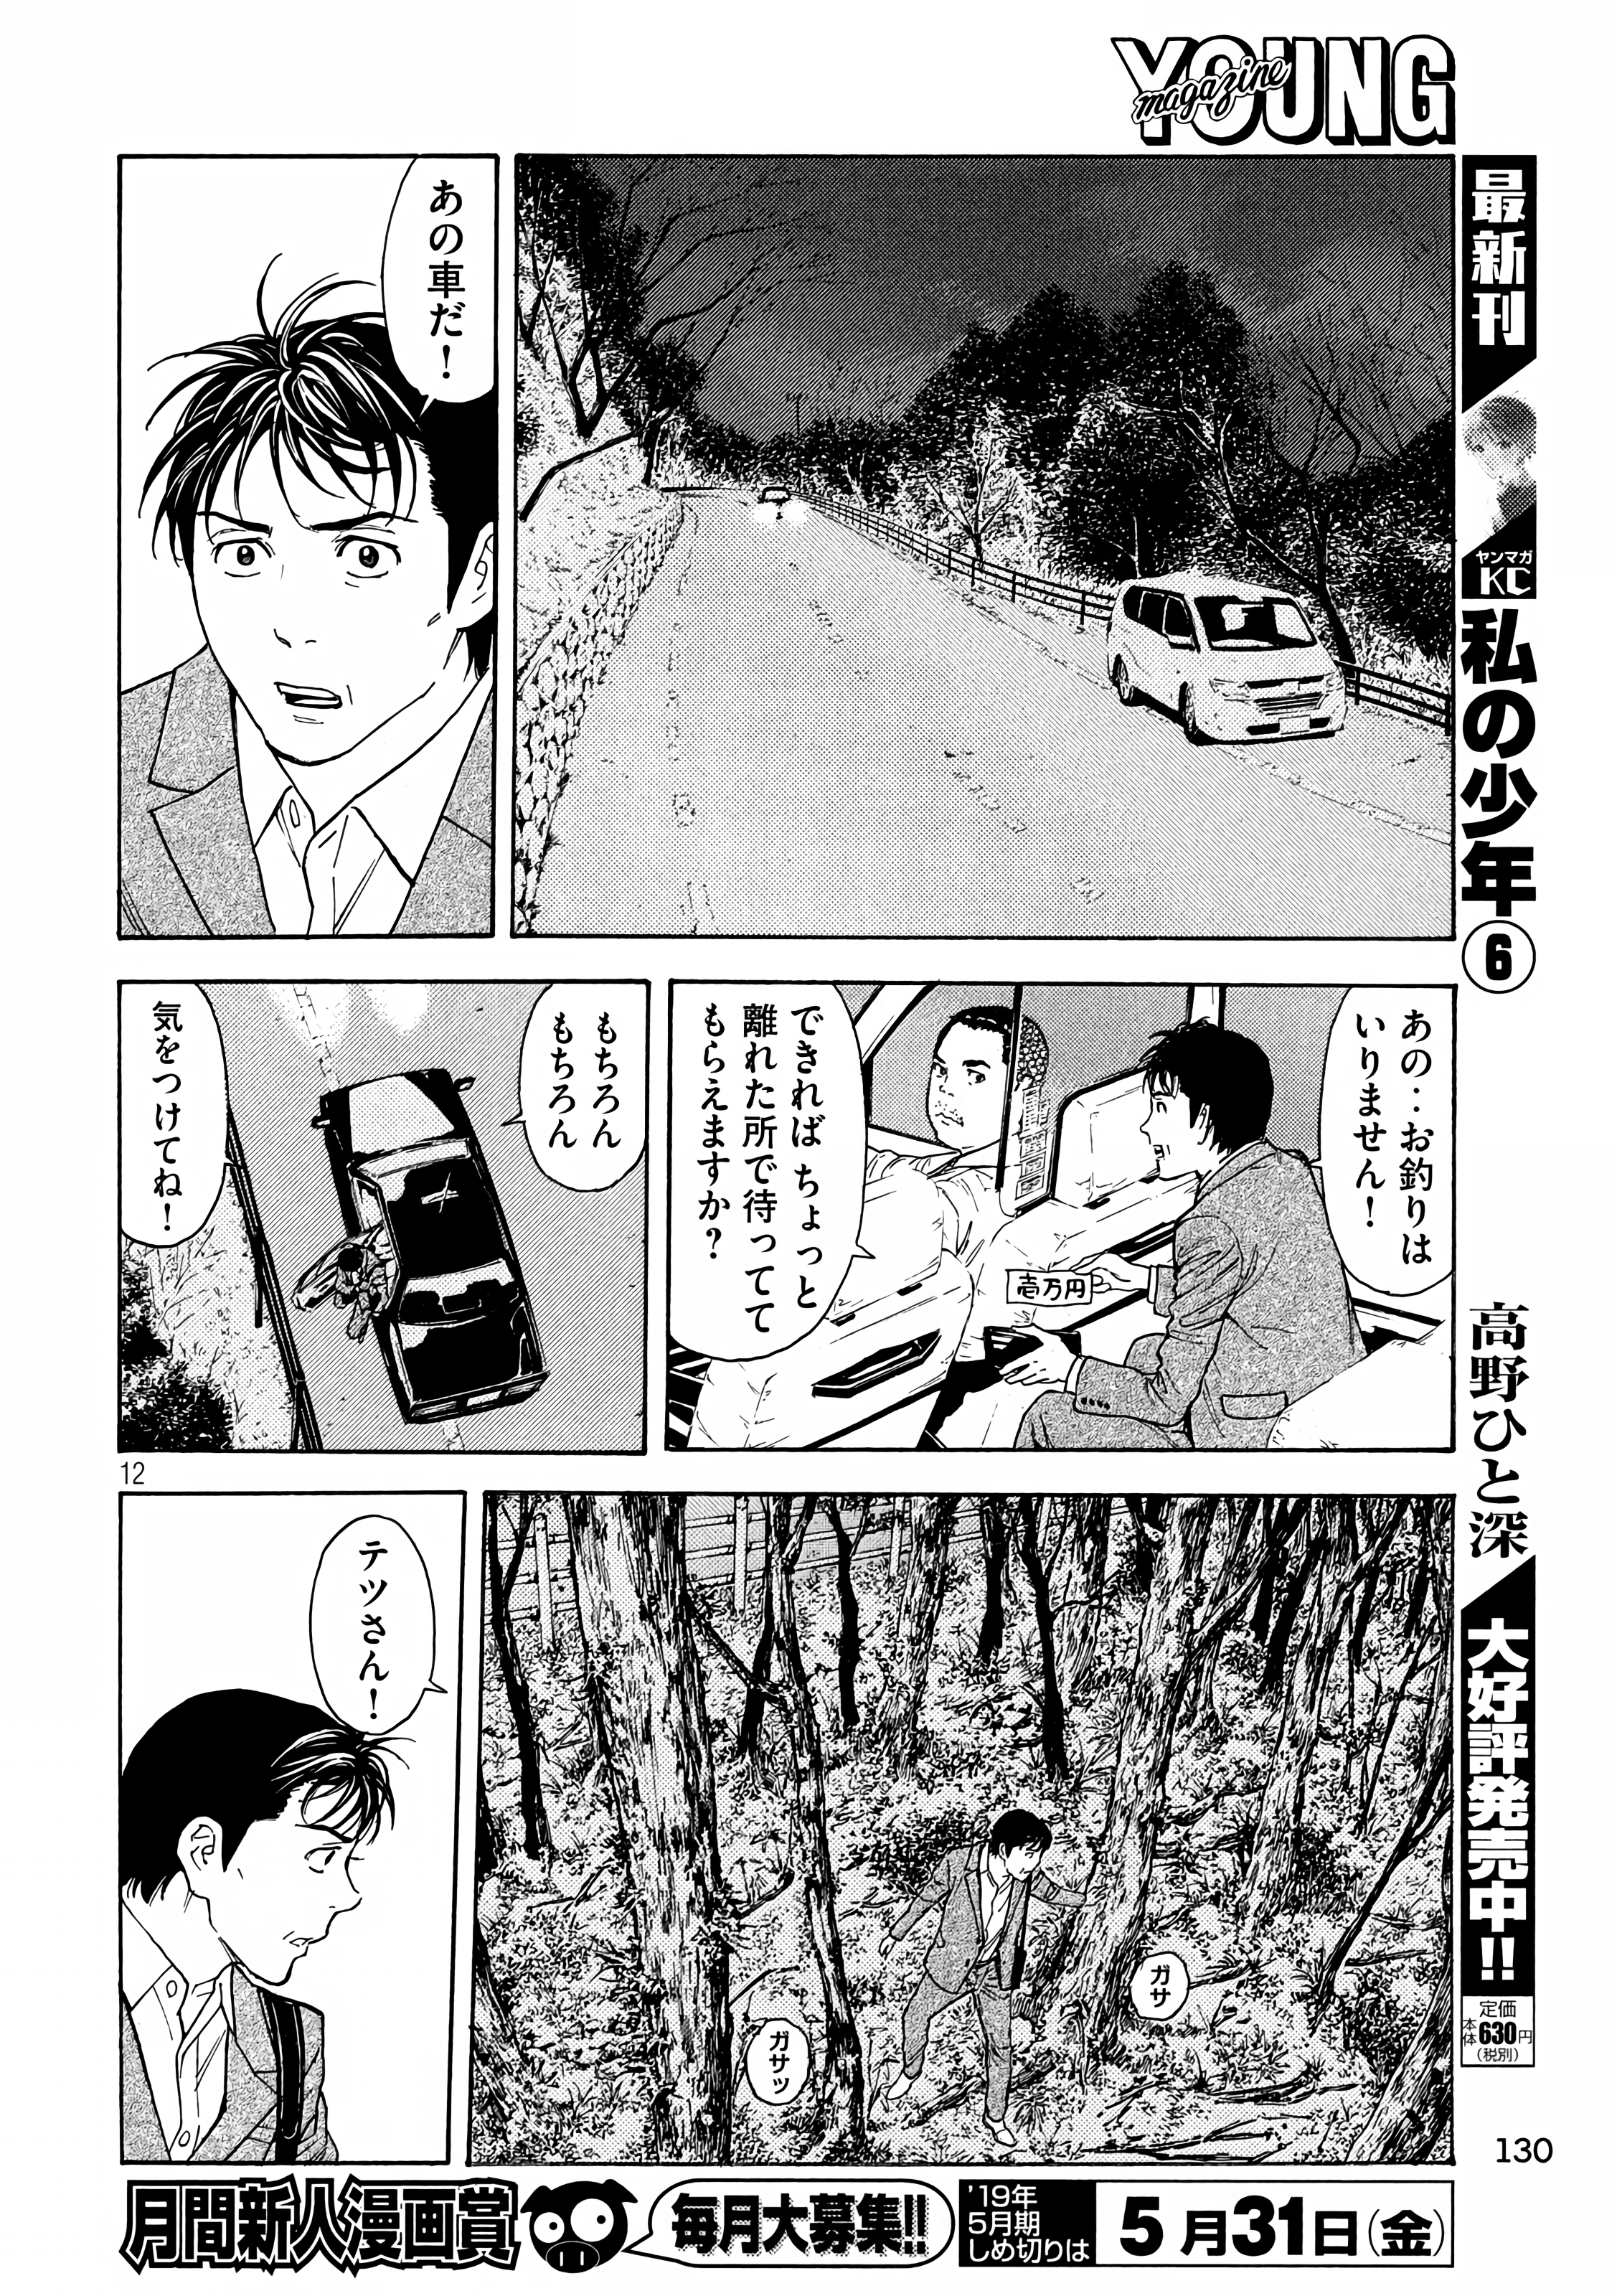 YOUNG
magazine
最新刊
ヤンマガ
KC
私の少年
6
高野ひと深
大好評発売中!!
定価
本体630円
(税別)
あの車だ!
あの‥お釣りは
いりません!
できればちょっと
離れた所で待ってて
もらえますか?
壱万円
もちろん
もちろん
気をつけてね!
12
ガサ
ガサッ
テツさん!
130
月間新人漫画賞
毎月大募集!!
'19年
5月期
しめ切りは
5月31日(金)